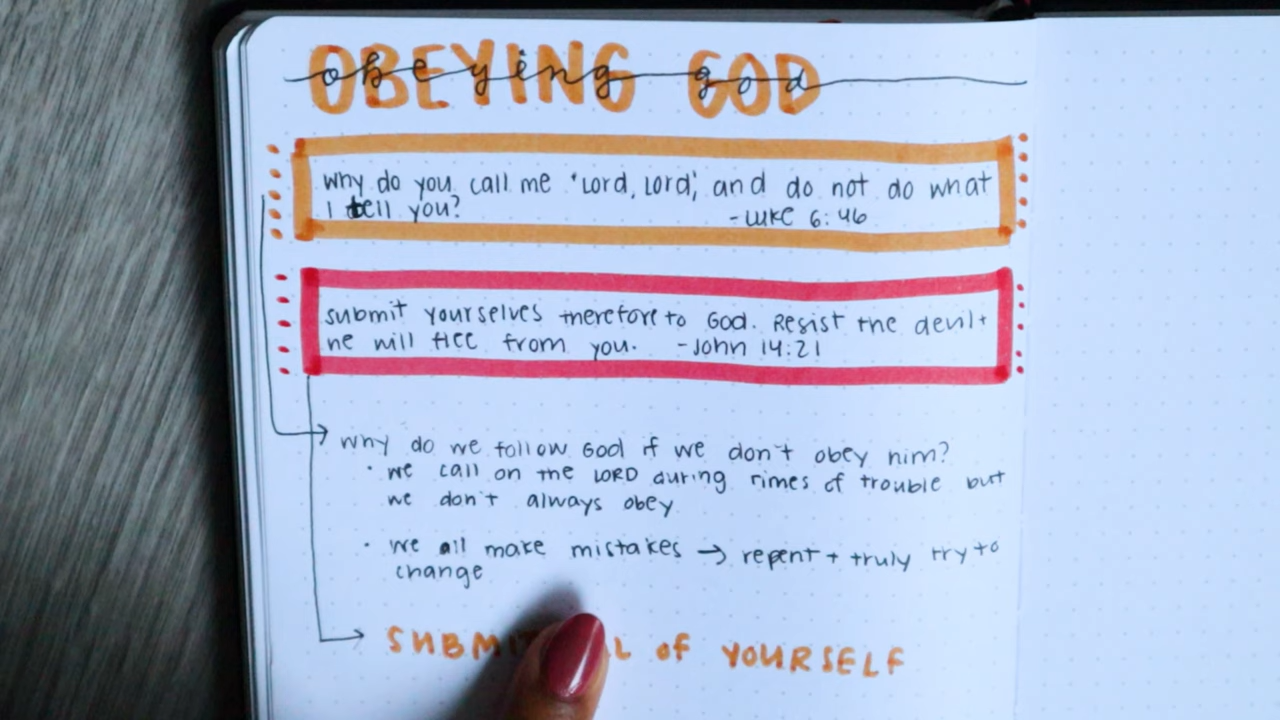 OBEYING GOD
obeying god
why do you call me 'Lord, Lord,' and do not do what
I tell you?
-Luke 6:46
submit yourselves therefore to God. Resist the devil +
he will flee from you. -John 14:21
why do we follow God if we don't obey him?
· we call on the LORD during times of trouble but
we don't always obey
· we all make mistakes → repent + truly try to
change
SUBMIT of YOURSELF